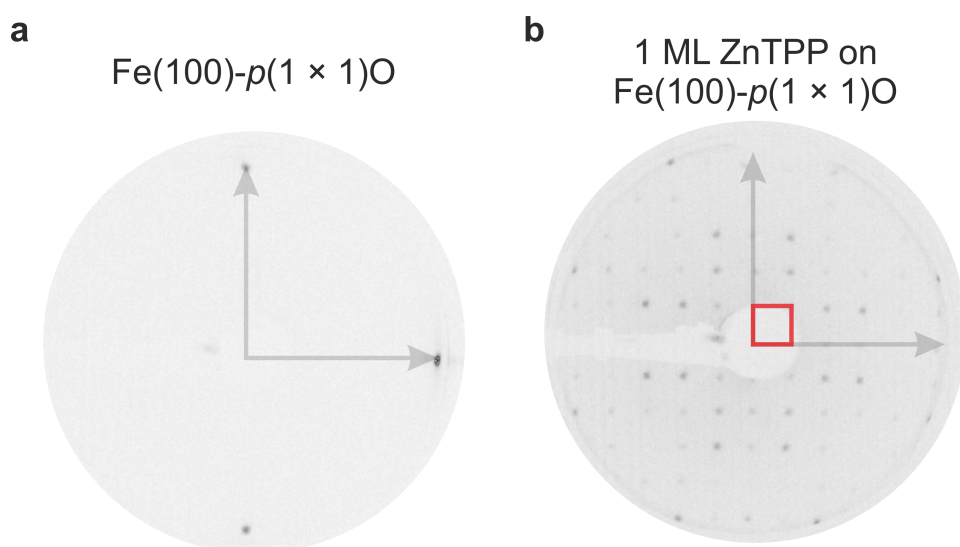 a
Fe(100)-p(1 × 1)O
b
1 ML ZnTPP on
Fe(100)-p(1 × 1)O